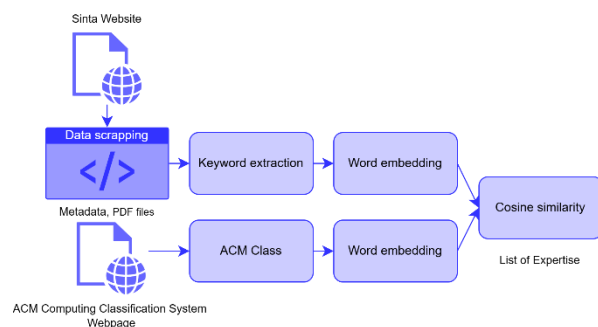 Sinta Website
Data scrapping
</>
Metadata, PDF files
Keyword extraction
Word embedding
Cosine similarity
List of Expertise
ACM Class
Word embedding
ACM Computing Classification System
Webpage